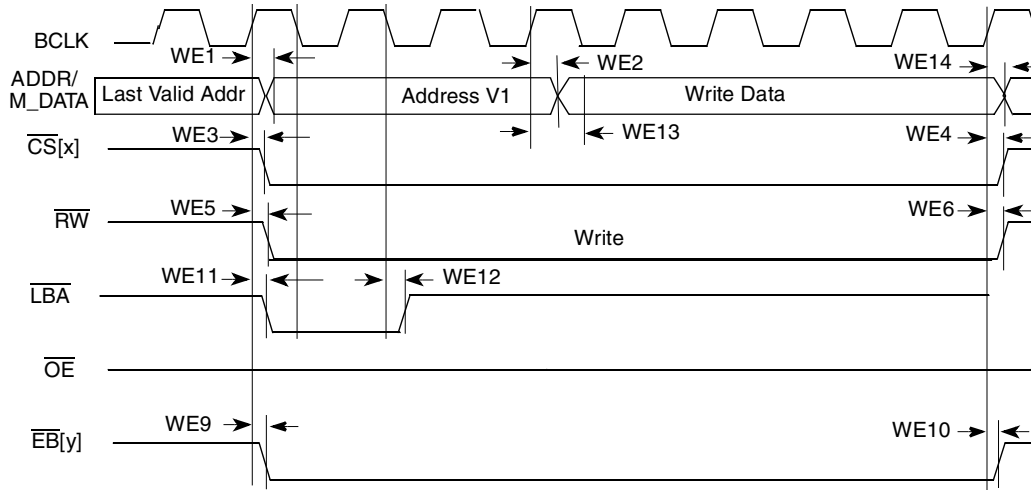 BCLK
WE1
WE2
WE14
ADDR/
M_DATA
Last Valid Addr
Address V1
Write Data
WE3
WE13
WE4
CS[x]
WE5
WE6
RW
Write
WE11
WE12
LBA
OE
WE9
WE10
EB[y]